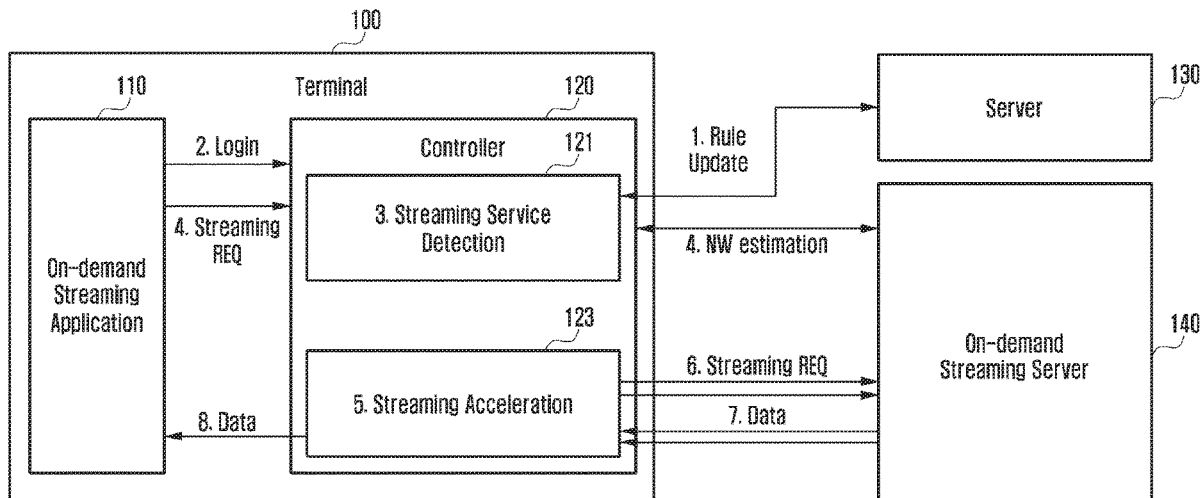 100
Terminal
110
On-demand
Streaming
Application
2. Login
4. Streaming
REQ
8. Data
120
Controller
121
3. Streaming Service
Detection
123
5. Streaming Acceleration
1. Rule
Update
4. NW estimation
6. Streaming REQ
7. Data
130
Server
140
On-demand
Streaming Server